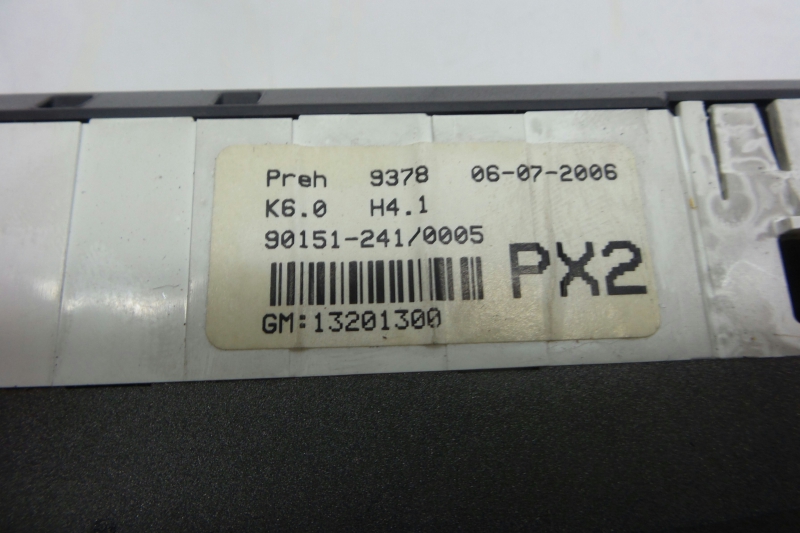 Preh 9378 06-07-2006
K6.0 H4.1
90151-241/0005
PX2
GM:13201300